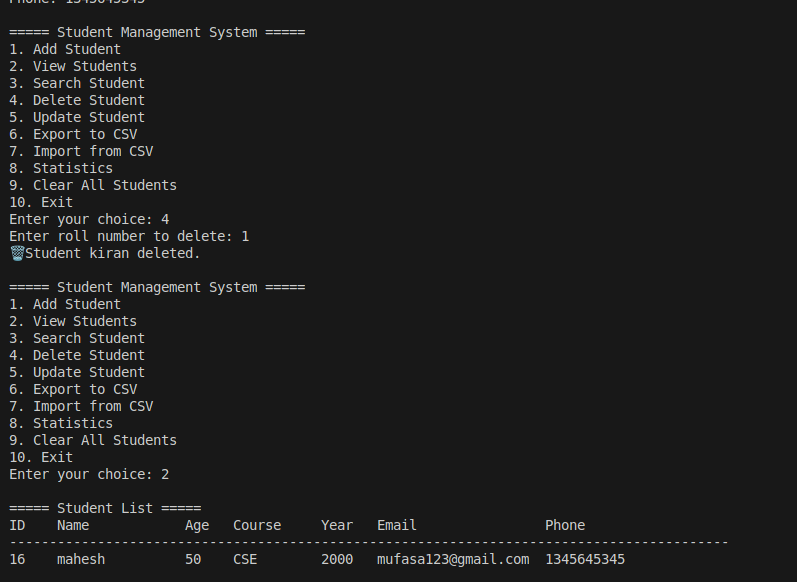 Phone: 1345645345
===== Student Management System =====
1. Add Student
2. View Students
3. Search Student
4. Delete Student
5. Update Student
6. Export to CSV
7. Import from CSV
8. Statistics
9. Clear All Students
10. Exit
Enter your choice: 4
Enter roll number to delete: 1
🗑️Student kiran deleted.
===== Student Management System =====
1. Add Student
2. View Students
3. Search Student
4. Delete Student
5. Update Student
6. Export to CSV
7. Import from CSV
8. Statistics
9. Clear All Students
10. Exit
Enter your choice: 2
===== Student List =====
ID Name Age Course Year Email Phone
------------------------------------------------------------------------------------------
16 mahesh 50 CSE 2000 mufasa123@gmail.com 1345645345